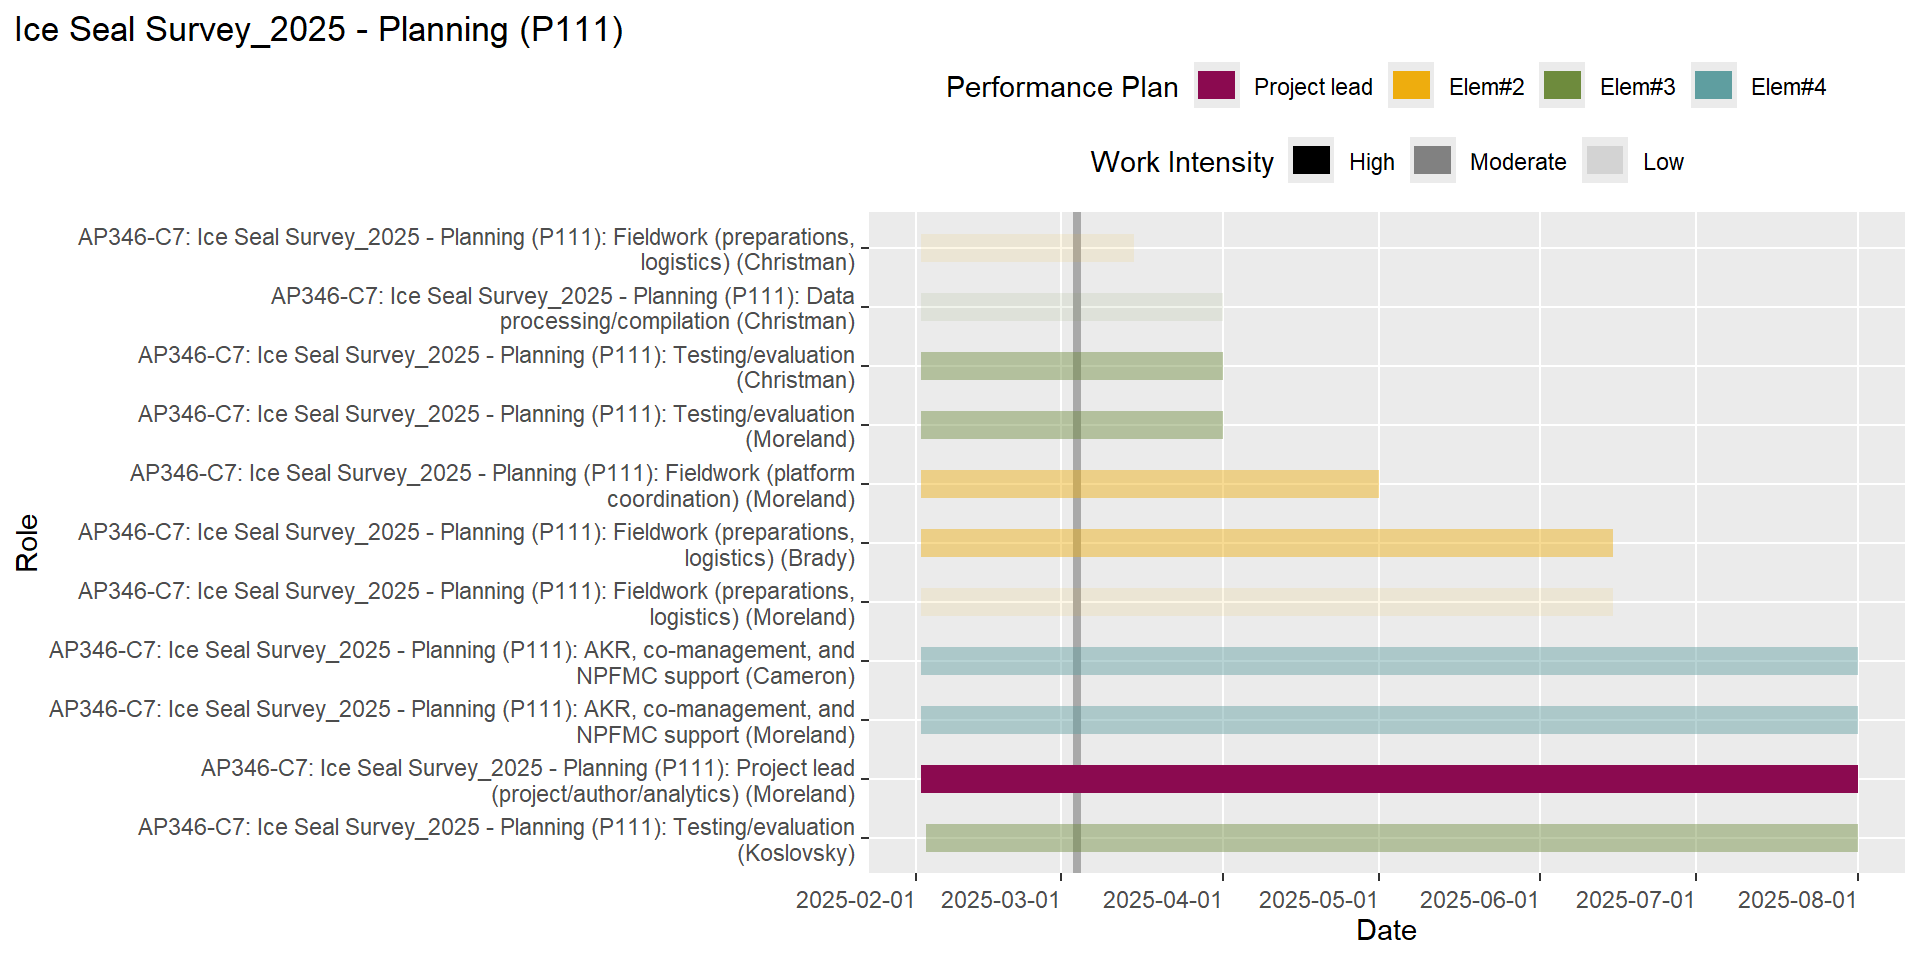 Ice Seal Survey_2025 - Planning (P111)
Performance Plan Project lead Elem#2 Elem#3 Elem#4
Work Intensity High Moderate Low
AP346-C7: Ice Seal Survey_2025 - Planning (P111): Fieldwork (preparations,
logistics) (Christman)
AP346-C7: Ice Seal Survey_2025 - Planning (P111): Data
processing/compilation (Christman)
AP346-C7: Ice Seal Survey_2025 - Planning (P111): Testing/evaluation
(Christman)
AP346-C7: Ice Seal Survey_2025 - Planning (P111): Testing/evaluation
(Moreland)
AP346-C7: Ice Seal Survey_2025 - Planning (P111): Fieldwork (platform
coordination) (Moreland)
AP346-C7: Ice Seal Survey_2025 - Planning (P111): Fieldwork (preparations,
logistics) (Brady)
AP346-C7: Ice Seal Survey_2025 - Planning (P111): Fieldwork (preparations,
logistics) (Moreland)
AP346-C7: Ice Seal Survey_2025 - Planning (P111): AKR, co-management, and
NPFMC support (Cameron)
AP346-C7: Ice Seal Survey_2025 - Planning (P111): AKR, co-management, and
NPFMC support (Moreland)
AP346-C7: Ice Seal Survey_2025 - Planning (P111): Project lead
(project/author/analytics) (Moreland)
AP346-C7: Ice Seal Survey_2025 - Planning (P111): Testing/evaluation
(Koslovsky)
Role
2025-02-01 2025-03-01 2025-04-01 2025-05-01 2025-06-01 2025-07-01 2025-08-01
Date